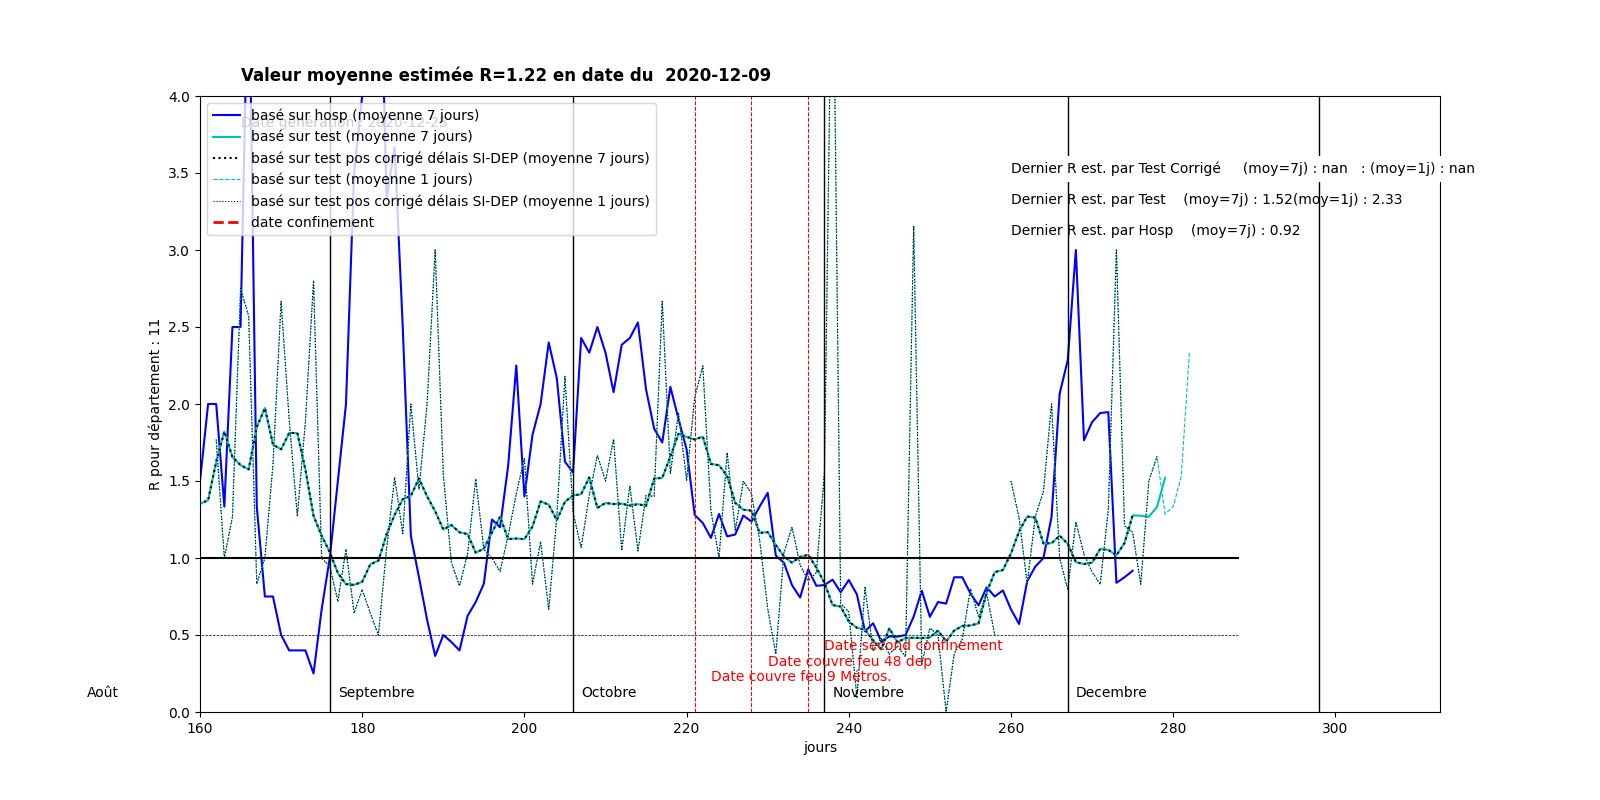 Valeur moyenne estimée R=1.22 en date du  2020-12-09
4.0
3.5
3.0
2.5
2.0
1.5
1.0
0.5
0.0
R pour département : 11
basé sur hosp (moyenne 7 jours)
basé sur test (moyenne 7 jours)
basé sur test pos corrigé délais SI-DEP (moyenne 7 jours)
basé sur test (moyenne 1 jours)
basé sur test pos corrigé délais SI-DEP (moyenne 1 jours)
date confinement
Dernier R est. par Test Corrigé     (moy=7j) : nan   : (moy=1j) : nan
Dernier R est. par Test    (moy=7j) : 1.52(moy=1j) : 2.33
Dernier R est. par Hosp    (moy=7j) : 0.92
Date second confinement
Date couvre feu 48 dep
Date couvre feu 9 Metros.
Août
Septembre
Octobre
Novembre
Decembre
160
180
200
220
240
260
280
300
jours